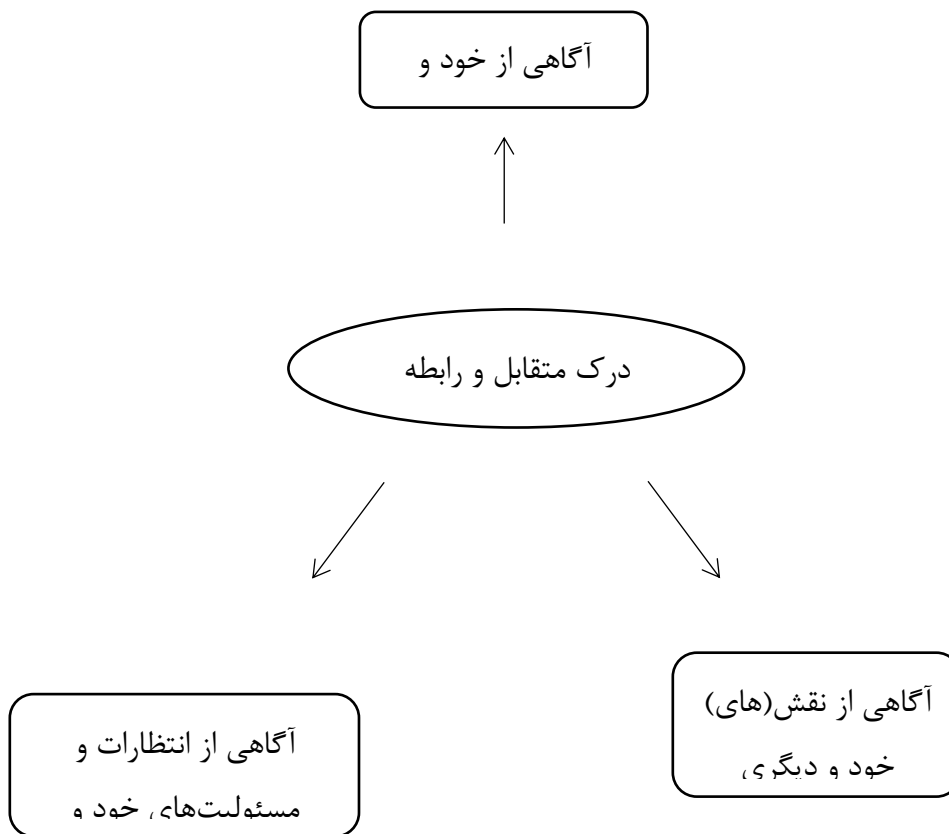 آگاهی از خود و
درک متقابل و رابطه
آگاهی از نقش(های)
خود و دیگری
آگاهی از انتظارات و
مسئولیت‌های خود و